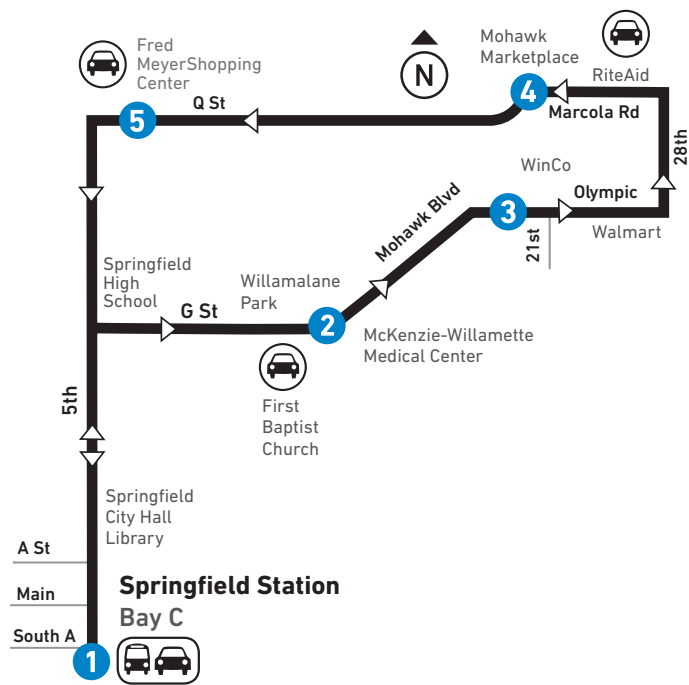 Fred
MeyerShopping
Center
Q St
5
N
Mohawk
Marketplace
4
RiteAid
Marcola Rd
28th
WinCo
Olympic
3
21st
Walmart
Mohawk Blvd
Springfield
High
School
Willamalane
Park
G St
2
McKenzie-Willamette
Medical Center
First
Baptist
Church
5th
Springfield
City Hall
Library
A St
Main
South A
1
Springfield Station
Bay C